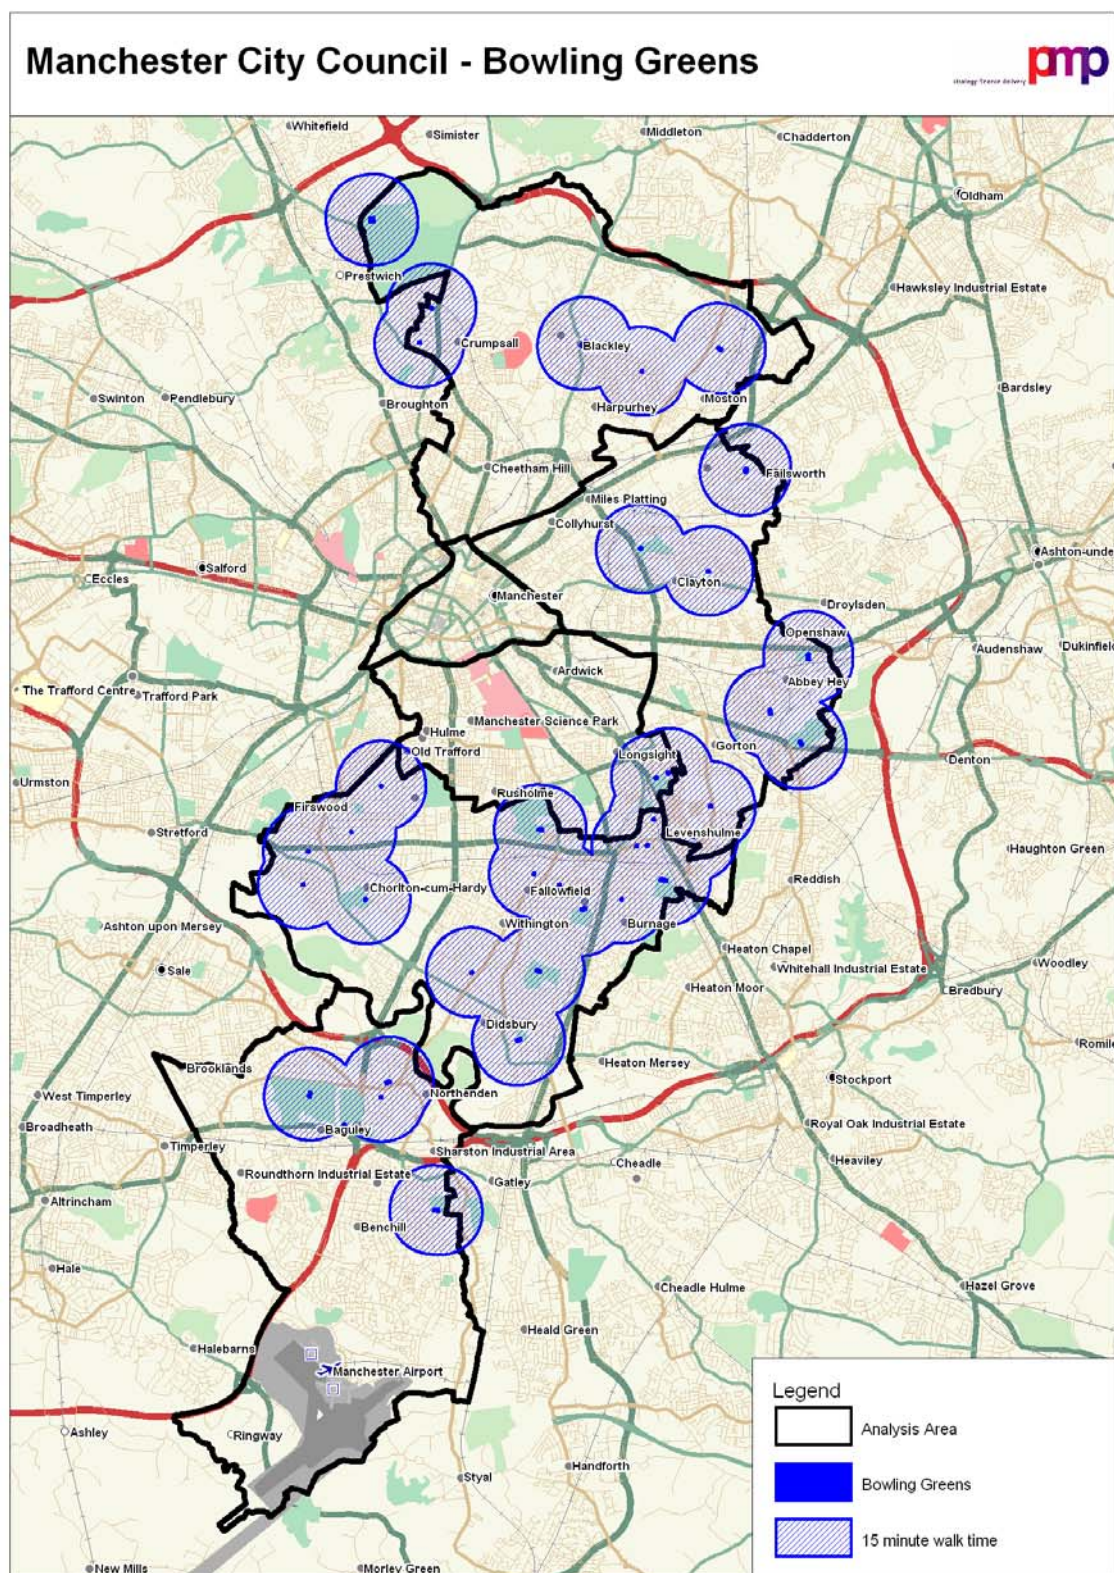 Manchester City Council - Bowling Greens
strategy finance delivery pmp
Whitefield
Simister
Middleton
Chadderton
Oldham
Prestwich
Hawksley Industrial Estate
Crumpsall
Blackley
Bardsley
Swinton
Pendlebury
Broughton
Harpurhey
Moston
Cheetham Hill
Failsworth
Miles Platting
Collyhurst
Ashton-unde
Salford
Eccles
Clayton
Manchester
Droylsden
Openshaw
Audenshaw
Dukinfield
Ardwick
Abbey Hey
The Trafford Centre
Trafford Park
Manchester Science Park
Hulme
Gorton
Old Trafford
Longsight
Denton
Urmston
Rusholme
Firswood
Stretford
Levenshulme
Haughton Green
Chorlton-cum-Hardy
Fallowfield
Reddish
Ashton upon Mersey
Withington
Burnage
Heaton Chapel
Sale
Whitehall Industrial Estate
Woodley
Heaton Moor
Bredbury
Didsbury
Romile
Brooklands
Heaton Mersey
Stockport
West Timperley
Northenden
Broadheath
Baguley
Royal Oak Industrial Estate
Timperley
Sharston Industrial Area
Cheadle
Heaviley
Roundthorn Industrial Estate
Gatley
Altrincham
Benchill
Hale
Cheadle Hulme
Hazel Grove
Heald Green
Halebarns
Manchester Airport
Legend
Ashley
Ringway
Analysis Area
Styal
Handforth
Bowling Greens
15 minute walk time
New Mills
Morley Green